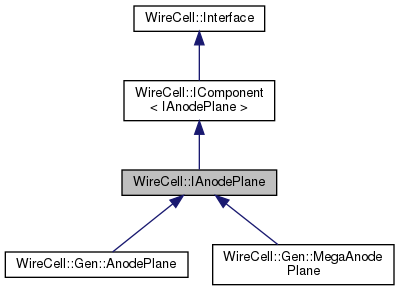 WireCell::Interface
WireCell::IComponent
< IAnodePlane >
WireCell::IAnodePlane
WireCell::Gen::AnodePlane
WireCell::Gen::MegaAnode
Plane